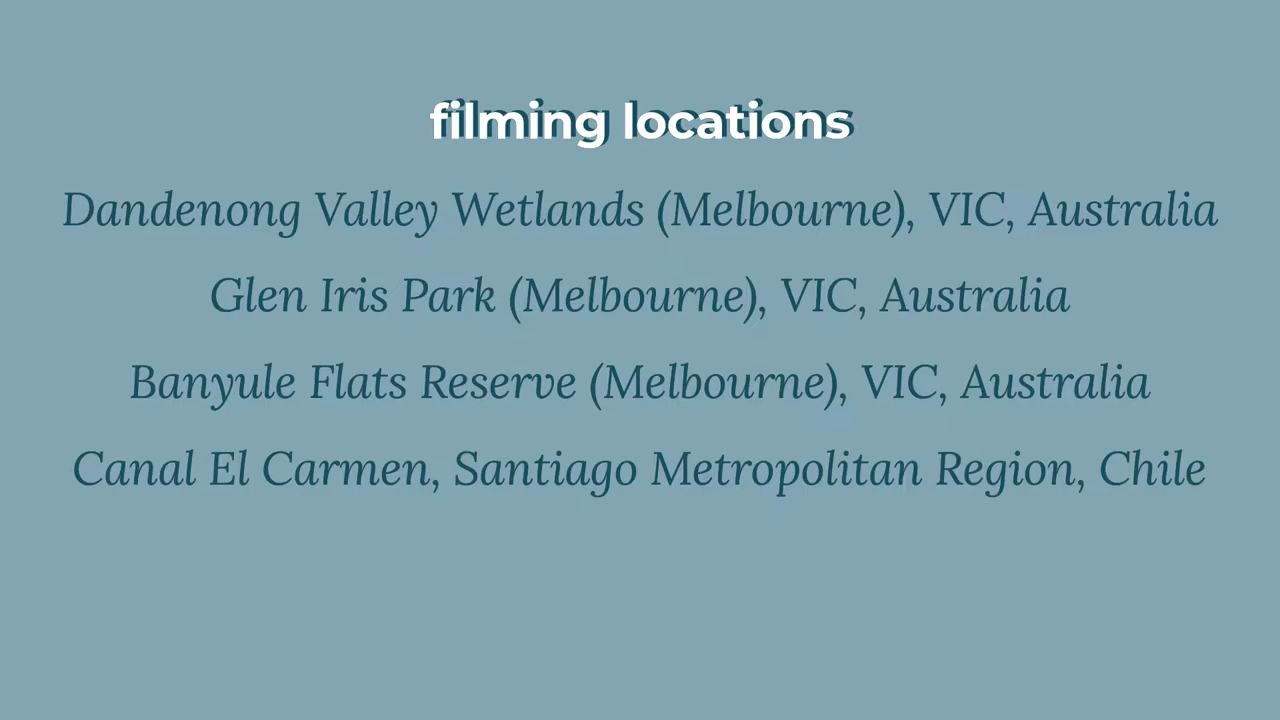 filming locations
Dandenong Valley Wetlands (Melbourne), VIC, Australia
Glen Iris Park (Melbourne), VIC, Australia
Banyule Flats Reserve (Melbourne), VIC, Australia
Canal El Carmen, Santiago Metropolitan Region, Chile